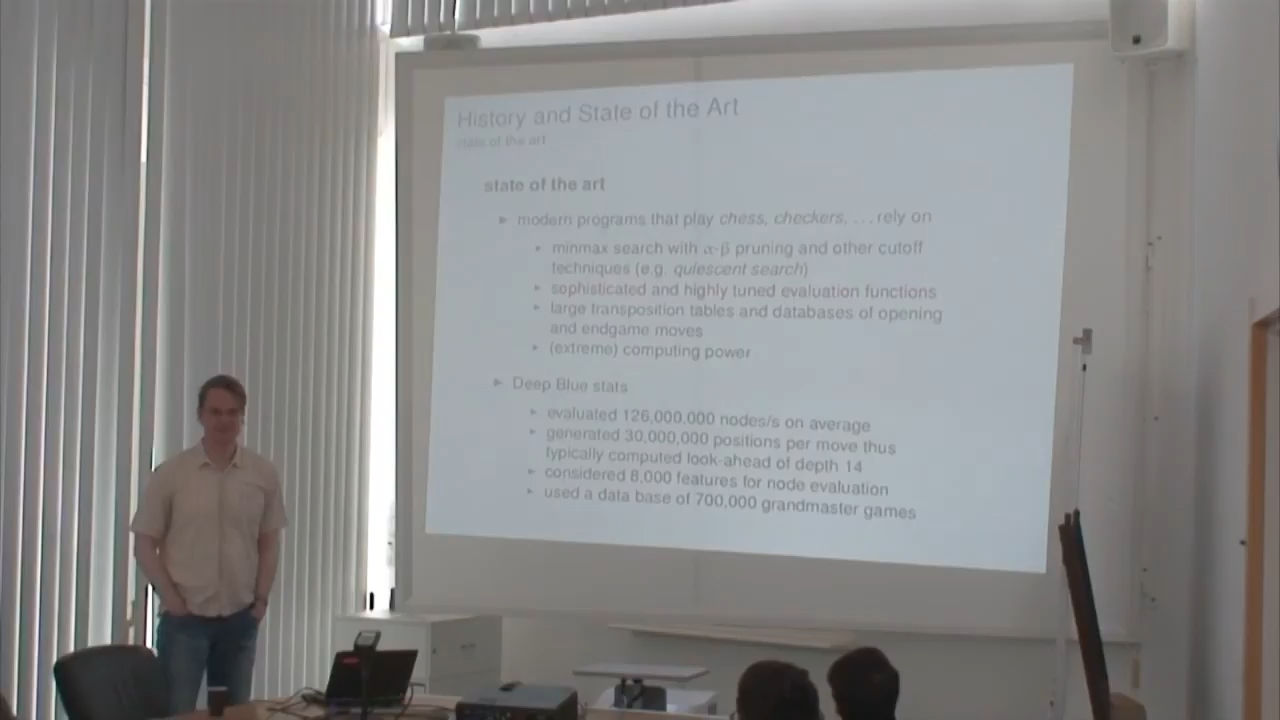 History and State of the Art
state of the art
state of the art
► modern programs that play chess, checkers, ... rely on
► minmax search with α-β pruning and other cutoff
techniques (e.g. quiescent search)
► sophisticated and highly tuned evaluation functions
► large transposition tables and databases of opening
and endgame moves
► (extreme) computing power
► Deep Blue stats
► evaluated 126,000,000 nodes/s on average
► generated 30,000,000 positions per move thus
typically computed look-ahead of depth 14
► considered 8,000 features for node evaluation
► used a data base of 700,000 grandmaster games